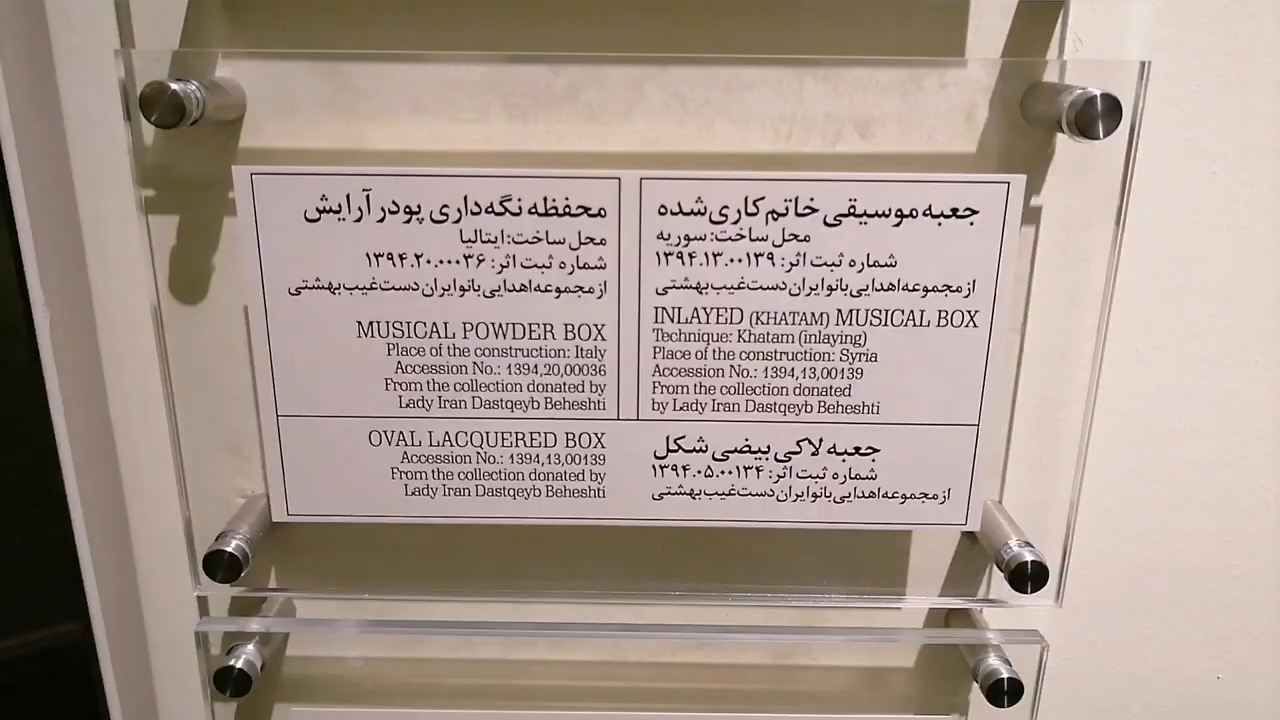 جعبه موسیقی خاتم کاری شده
محل ساخت: سوریه
شماره ثبت اثر: ۱۳۹۴.۱۳.۰۰۱۳۹
از مجموعه اهدایی بانو ایران دست‌غیب بهشتی
INLAYED (KHATAM) MUSICAL BOX
Technique: Khatam (inlaying)
Place of the construction: Syria
Accession No.: 1394,13,00139
From the collection donated
by Lady Iran Dastqeyb Beheshti
محفظه نگه‌داری پودر آرایش
محل ساخت: ایتالیا
شماره ثبت اثر: ۱۳۹۴.۲۰.۰۰۰۳۶
از مجموعه اهدایی بانو ایران دست‌غیب بهشتی
MUSICAL POWDER BOX
Place of the construction: Italy
Accession No.: 1394,20,00036
From the collection donated by
Lady Iran Dastqeyb Beheshti
جعبه لاکی بیضی شکل
شماره ثبت اثر: ۱۳۹۴.۰۵.۰۰۱۳۴
از مجموعه اهدایی بانو ایران دست‌غیب بهشتی
OVAL LACQUERED BOX
Accession No.: 1394,13,00139
From the collection donated by
Lady Iran Dastqeyb Beheshti